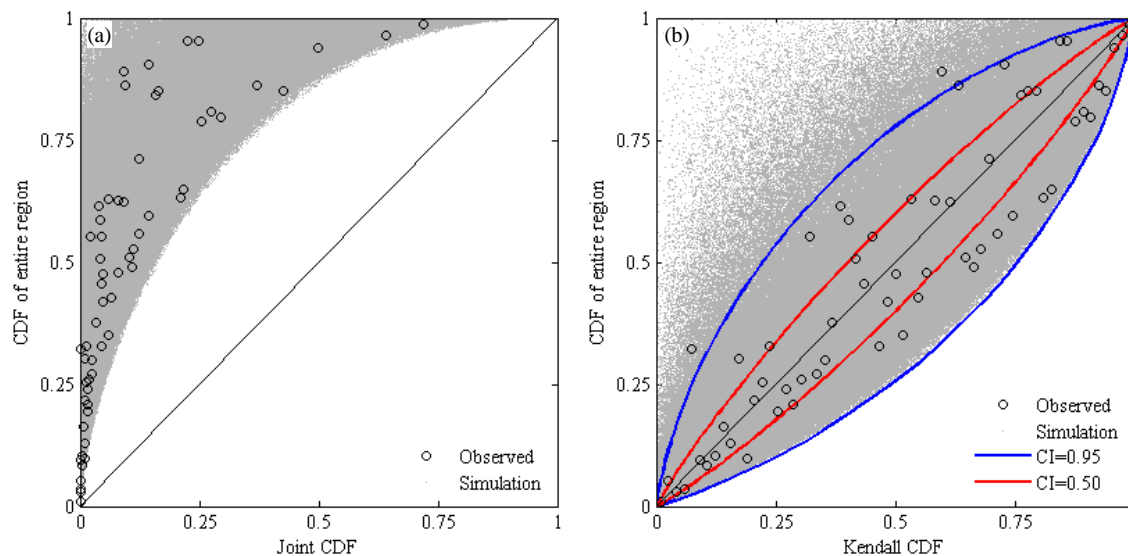 (a)
CDF of entire region
1
0.75
0.5
0.25
0
0
0.25
0.5
0.75
1
Joint CDF
Observed
Simulation
(b)
CDF of entire region
1
0.75
0.5
0.25
0
0
0.25
0.5
0.75
Kendall CDF
Observed
Simulation
CI=0.95
CI=0.50